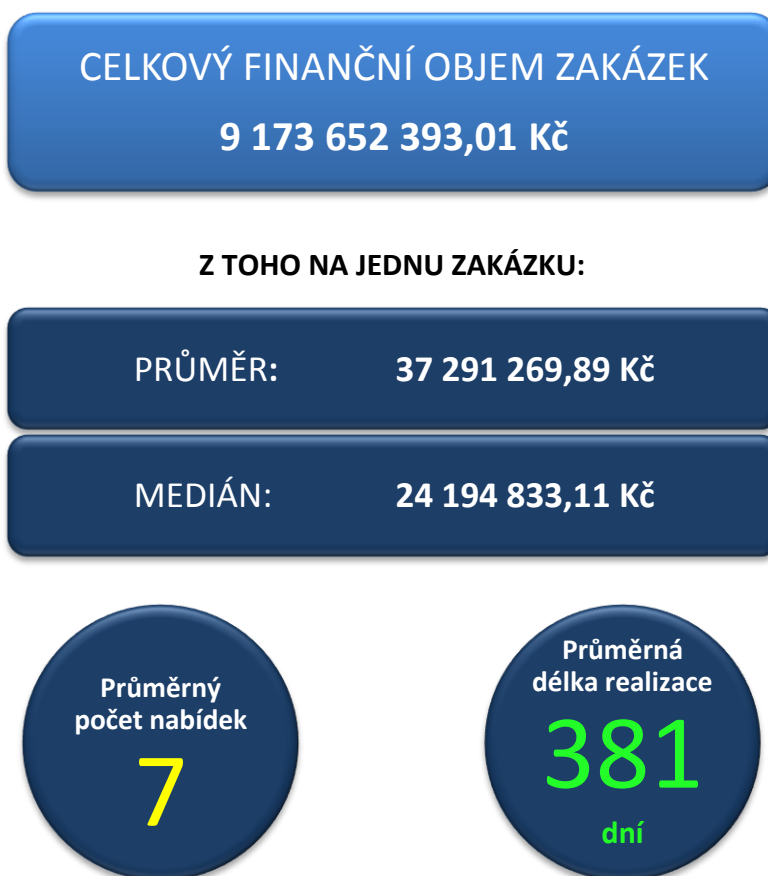 CELKOVÝ FINANČNÍ OBJEM ZAKÁZEK
9 173 652 393,01 Kč
Z TOHO NA JEDNU ZAKÁZKU:
PRŮMĚR: 37 291 269,89 Kč
MEDIÁN: 24 194 833,11 Kč
Průměrný
počet nabídek
7
Průměrná
délka realizace
381
dní